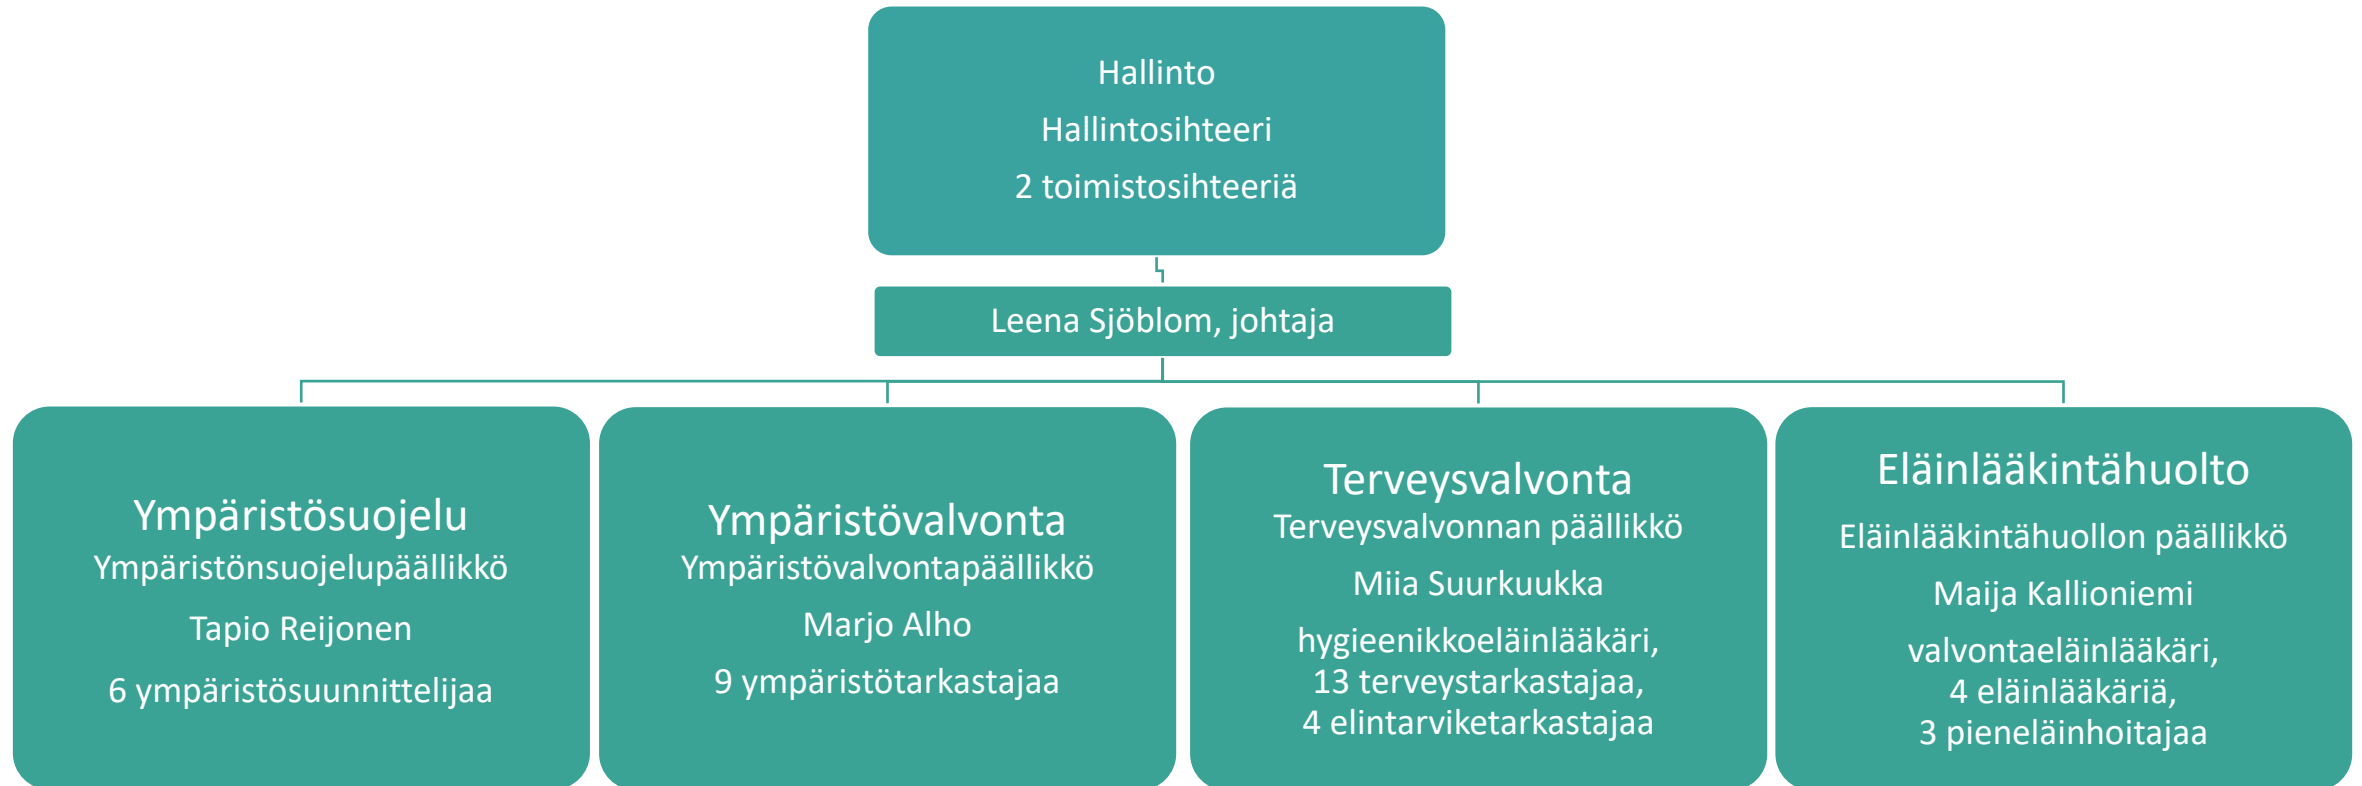 Hallinto
Hallintosihteeri
2 toimistosihteeriä
Leena Sjöblom, johtaja
Ympäristösuojelu
Ympäristönsuojelupäällikkö
Tapio Reijonen
6 ympäristösuunnittelijaa
Ympäristövalvonta
Ympäristövalvontapäällikkö
Marjo Alho
9 ympäristötarkastajaa
Terveysvalvonta
Terveysvalvonnan päällikkö
Miia Suurkuukka
hygieenikkoeläinlääkäri,
13 terveystarkastajaa,
4 elintarviketarkastajaa
Eläinlääkintähuolto
Eläinlääkintähuollon päällikkö
Maija Kallioniemi
valvontaeläinlääkäri,
4 eläinlääkäriä,
3 pieneläinhoitajaa